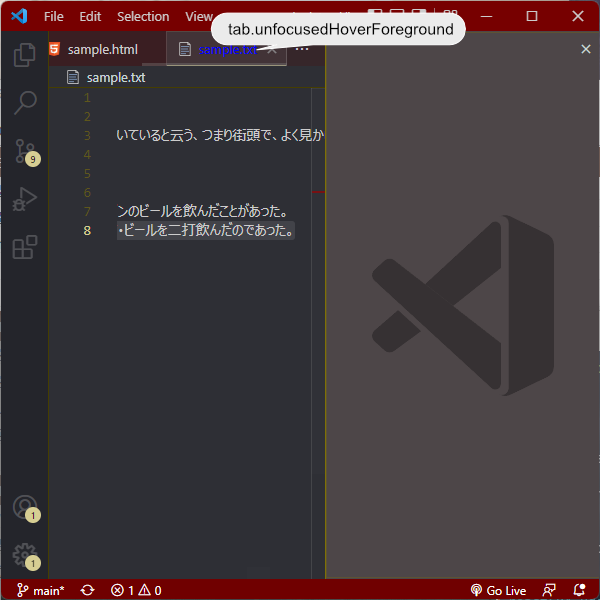 File Edit Selection View
tab.unfocusedHoverForeground
sample.html
sample.txt
sample.txt
1
2
3 いていると云う、つまり街頭で、よく見か
4
5
6
7 ンのビールを飲んだことがあった。
8 ・ビールを二打飲んだのであった。
9
1
1
main* 1 0 Go Live